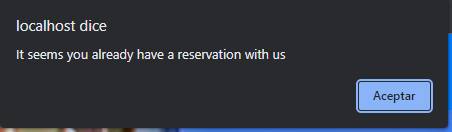 localhost dice
It seems you already have a reservation with us
Aceptar